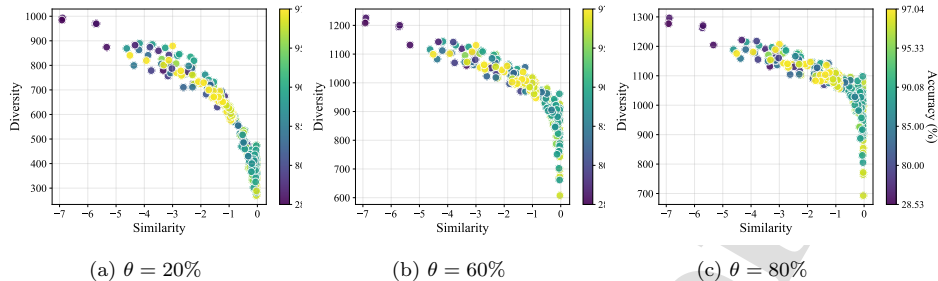 1000
900
800
700
600
500
400
300
Diversity
−7 −6 −5 −4 −3 −2 −1 0
Similarity
1200
1100
1000
900
800
700
600
Diversity
−7 −6 −5 −4 −3 −2 −1 0
Similarity
1300
1200
1100
1000
900
800
700
Diversity
−7 −6 −5 −4 −3 −2 −1 0
Similarity
97.04
95.33
90.08
85.00
80.00
28.53
Accuracy (%)
(a) θ = 20%
(b) θ = 60%
(c) θ = 80%